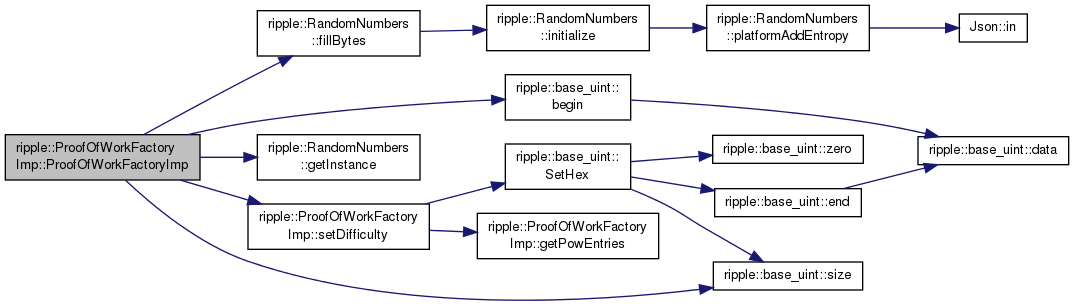 ripple::ProofOfWorkFactory
Imp::ProofOfWorkFactoryImp
ripple::RandomNumbers
::fillBytes
ripple::RandomNumbers
::initialize
ripple::RandomNumbers
::platformAddEntropy
Json::in
ripple::base_uint::
begin
ripple::RandomNumbers
::getInstance
ripple::base_uint::
SetHex
ripple::base_uint::zero
ripple::base_uint::data
ripple::base_uint::end
ripple::ProofOfWorkFactory
Imp::setDifficulty
ripple::ProofOfWorkFactory
Imp::getPowEntries
ripple::base_uint::size